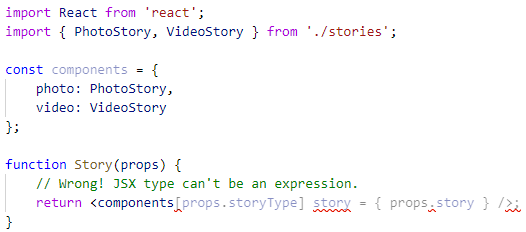 import React from 'react';
import { PhotoStory, VideoStory } from './stories';
const components = {
photo: PhotoStory,
video: VideoStory
};
function Story(props) {
// Wrong! JSX type can't be an expression.
return <components[props.storyType] story = { props.story } />;
}